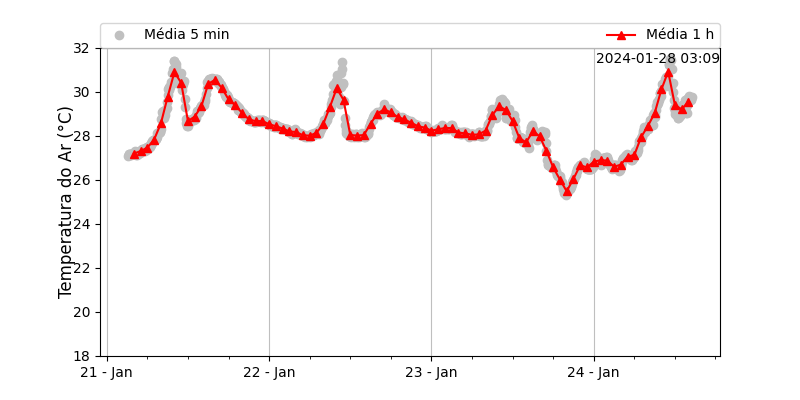 Média 5 min
Média 1 h
2024-01-28 03:09
Temperatura do Ar (°C)
32
30
28
26
24
22
20
18
21 - Jan
22 - Jan
23 - Jan
24 - Jan